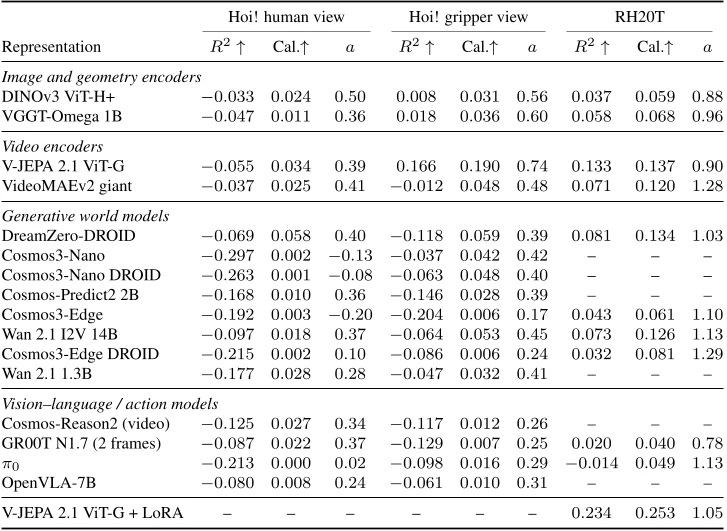 Hoi! human view Hoi! gripper view RH20T
Representation R² ↑ Cal.↑ a R² ↑ Cal.↑ a R² ↑ Cal.↑ a
Image and geometry encoders
DINOv3 ViT-H+ −0.033 0.024 0.50 0.008 0.031 0.56 0.037 0.059 0.88
VGGT-Omega 1B −0.047 0.011 0.36 0.018 0.036 0.60 0.058 0.068 0.96
Video encoders
V-JEPA 2.1 ViT-G −0.055 0.034 0.39 0.166 0.190 0.74 0.133 0.137 0.90
VideoMAEv2 giant −0.037 0.025 0.41 −0.012 0.048 0.48 0.071 0.120 1.28
Generative world models
DreamZero-DROID −0.069 0.058 0.40 −0.118 0.059 0.39 0.081 0.134 1.03
Cosmos3-Nano −0.297 0.002 −0.13 −0.037 0.042 0.42 – – –
Cosmos3-Nano DROID −0.263 0.001 −0.08 −0.063 0.048 0.40 – – –
Cosmos-Predict2 2B −0.168 0.010 0.36 −0.146 0.028 0.39 – – –
Cosmos3-Edge −0.192 0.003 −0.20 −0.204 0.006 0.17 0.043 0.061 1.10
Wan 2.1 I2V 14B −0.097 0.018 0.37 −0.064 0.053 0.45 0.073 0.126 1.13
Cosmos3-Edge DROID −0.215 0.002 0.10 −0.086 0.006 0.24 0.032 0.081 1.29
Wan 2.1 1.3B −0.177 0.028 0.28 −0.047 0.032 0.41 – – –
Vision–language / action models
Cosmos-Reason2 (video) −0.125 0.027 0.34 −0.117 0.012 0.26 – – –
GR00T N1.7 (2 frames) −0.087 0.022 0.37 −0.129 0.007 0.25 0.020 0.040 0.78
π₀ −0.213 0.000 0.02 −0.098 0.016 0.29 −0.014 0.049 1.13
OpenVLA-7B −0.080 0.008 0.24 −0.061 0.010 0.31 – – –
V-JEPA 2.1 ViT-G + LoRA – – – – – – 0.234 0.253 1.05